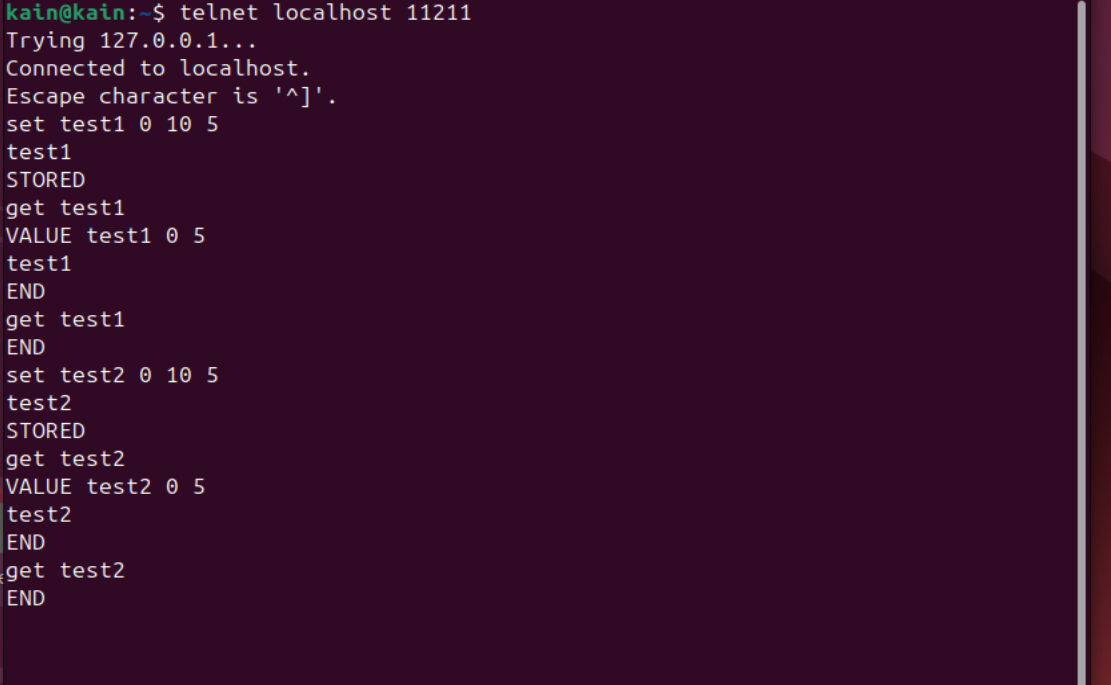 kain@kain:~$ telnet localhost 11211
Trying 127.0.0.1...
Connected to localhost.
Escape character is '^]'.
set test1 0 10 5
test1
STORED
get test1
VALUE test1 0 5
test1
END
get test1
END
set test2 0 10 5
test2
STORED
get test2
VALUE test2 0 5
test2
END
get test2
END